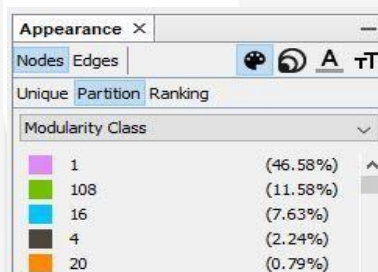 Appearance ×
Nodes Edges A TT
Unique Partition Ranking
Modularity Class
1 (46.58%)
108 (11.58%)
16 (7.63%)
4 (2.24%)
20 (0.79%)